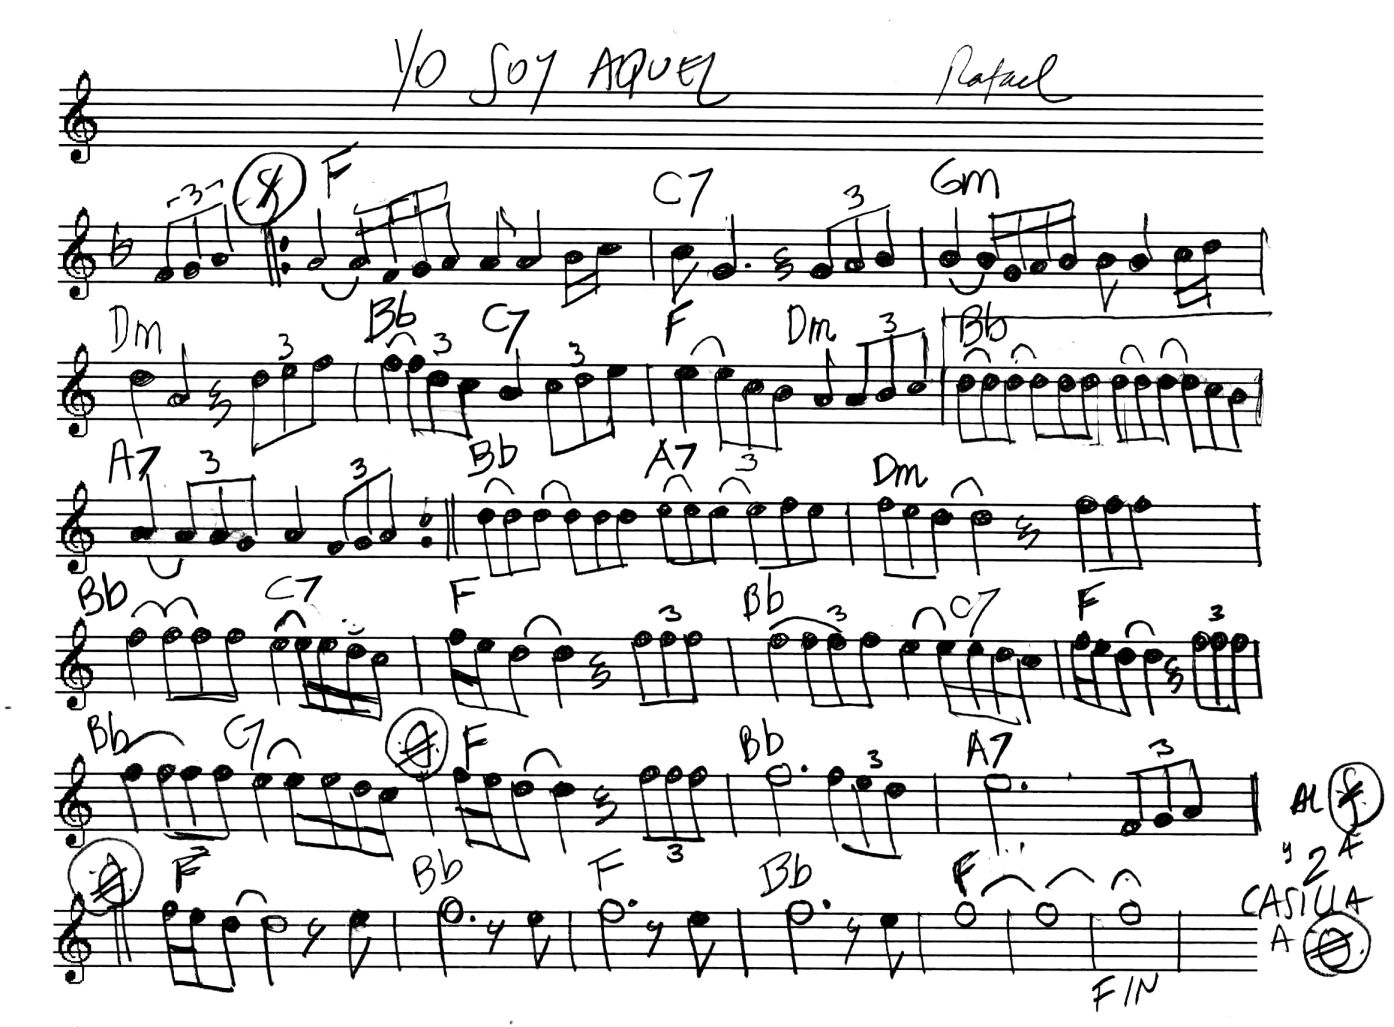 YO SOY AQUEL Rafael
3 F C7 3 Gm
Dm 3 Bb 3 C7 3 F Dm 3 Bb
A7 3 3 Bb A7 3 Dm
Bb C7 F 3 Bb 3 C7 F 3
Bb C7 F 3 Bb 3 A7 3 AL
y 2ª
F Bb F Bb F CASILLA
A
FIN